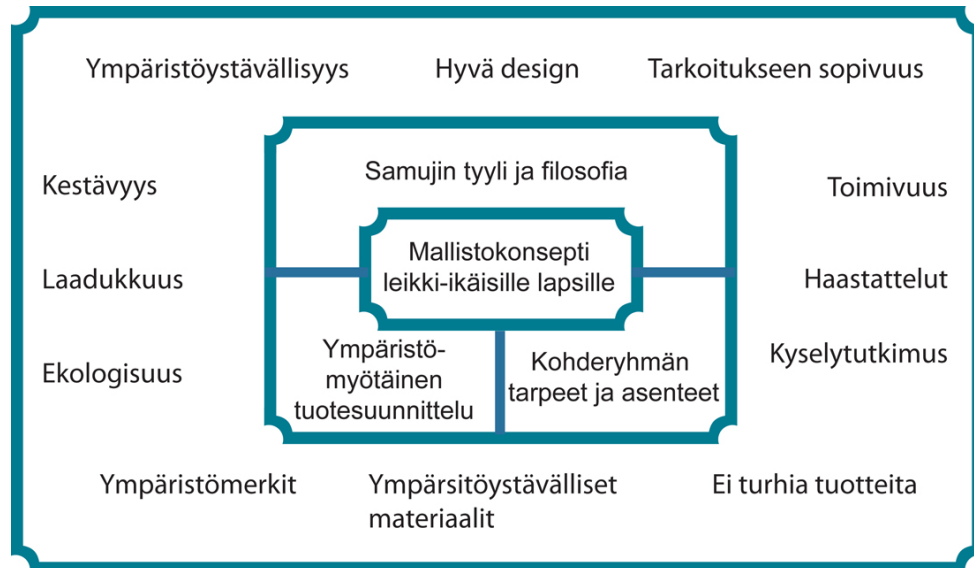 Ympäristöystävällisyys
Hyvä design
Tarkoitukseen sopivuus
Kestävyys
Samujin tyyli ja filosofia
Toimivuus
Laadukkuus
Mallistokonsepti
leikki-ikäisille lapsille
Haastattelut
Ekologisuus
Ympäristö-
myötäinen
tuotesuunnittelu
Kohderyhmän
tarpeet ja asenteet
Kyselytutkimus
Ympäristömerkit
Ympärsitöystävälliset
materiaalit
Ei turhia tuotteita